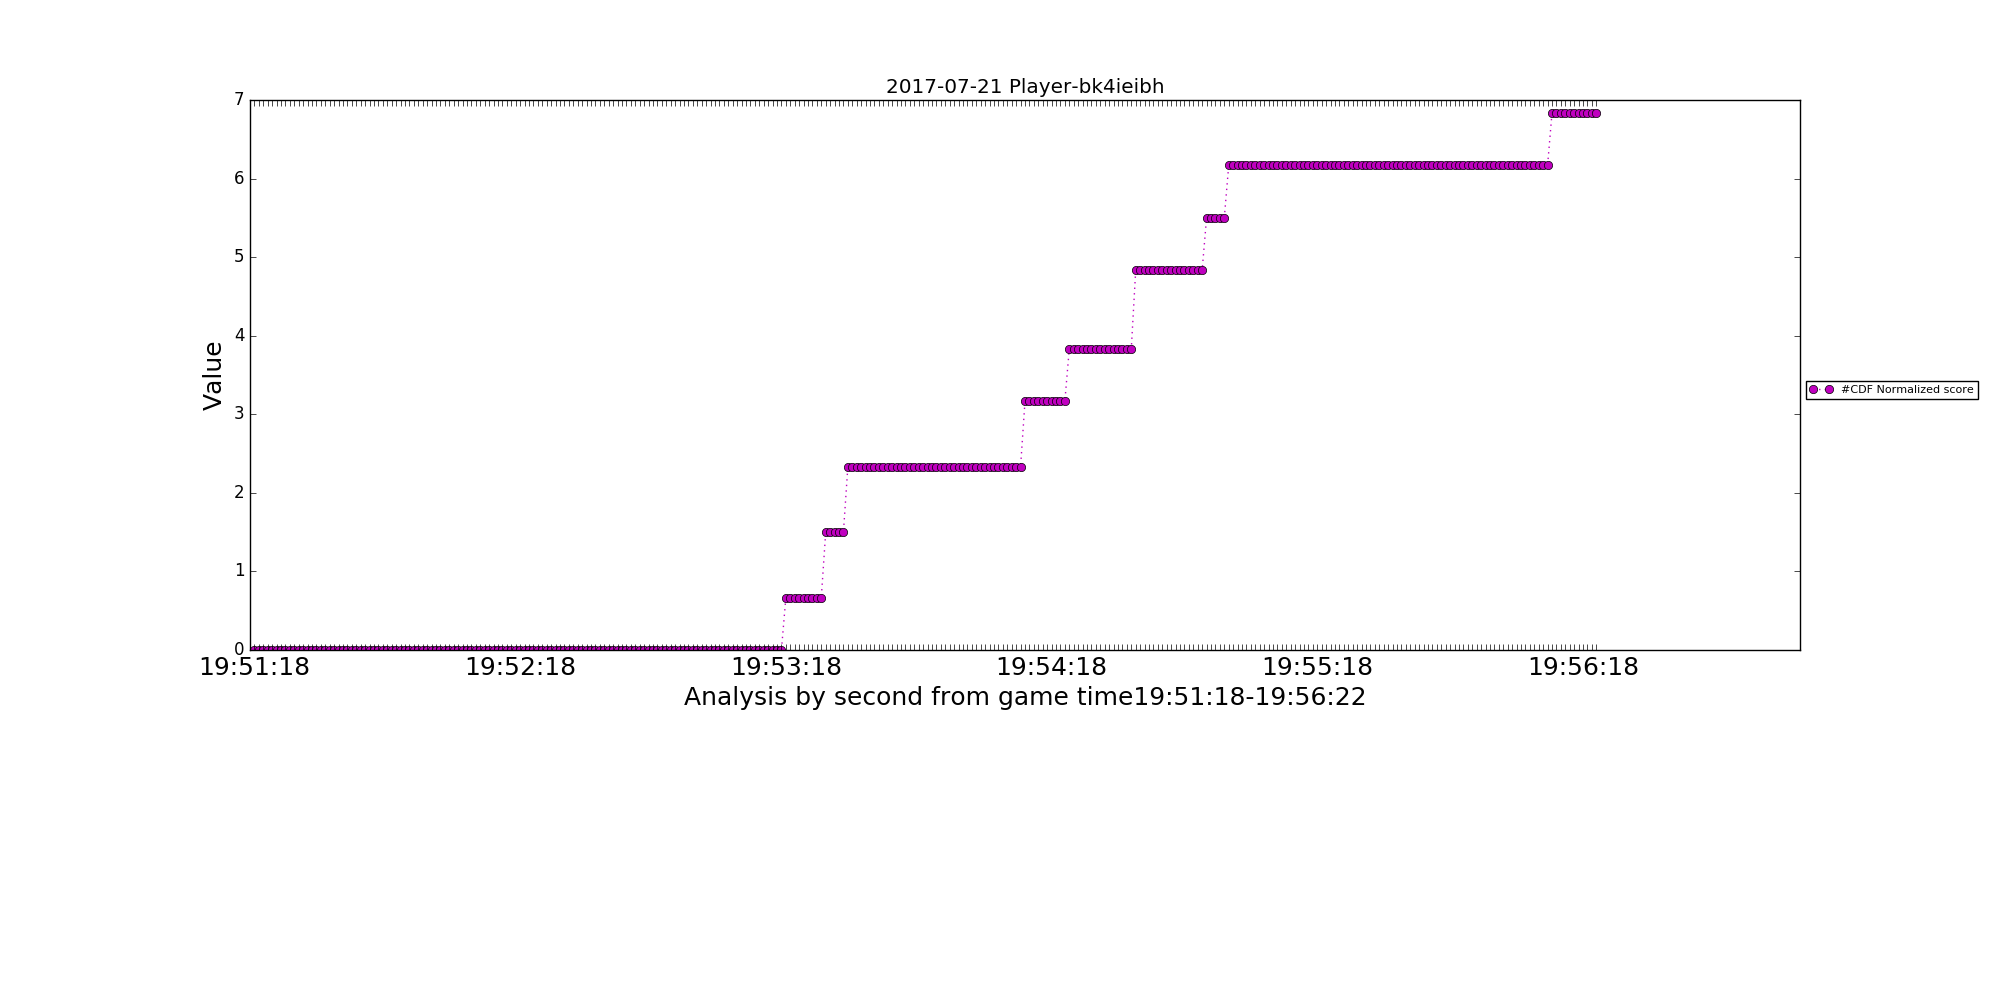 2017-07-21 Player-bk4ieibh
7
6
5
4
3
2
1
0
Value
#CDF Normalized score
19:51:18 19:52:18 19:53:18 19:54:18 19:55:18 19:56:18
Analysis by second from game time19:51:18-19:56:22